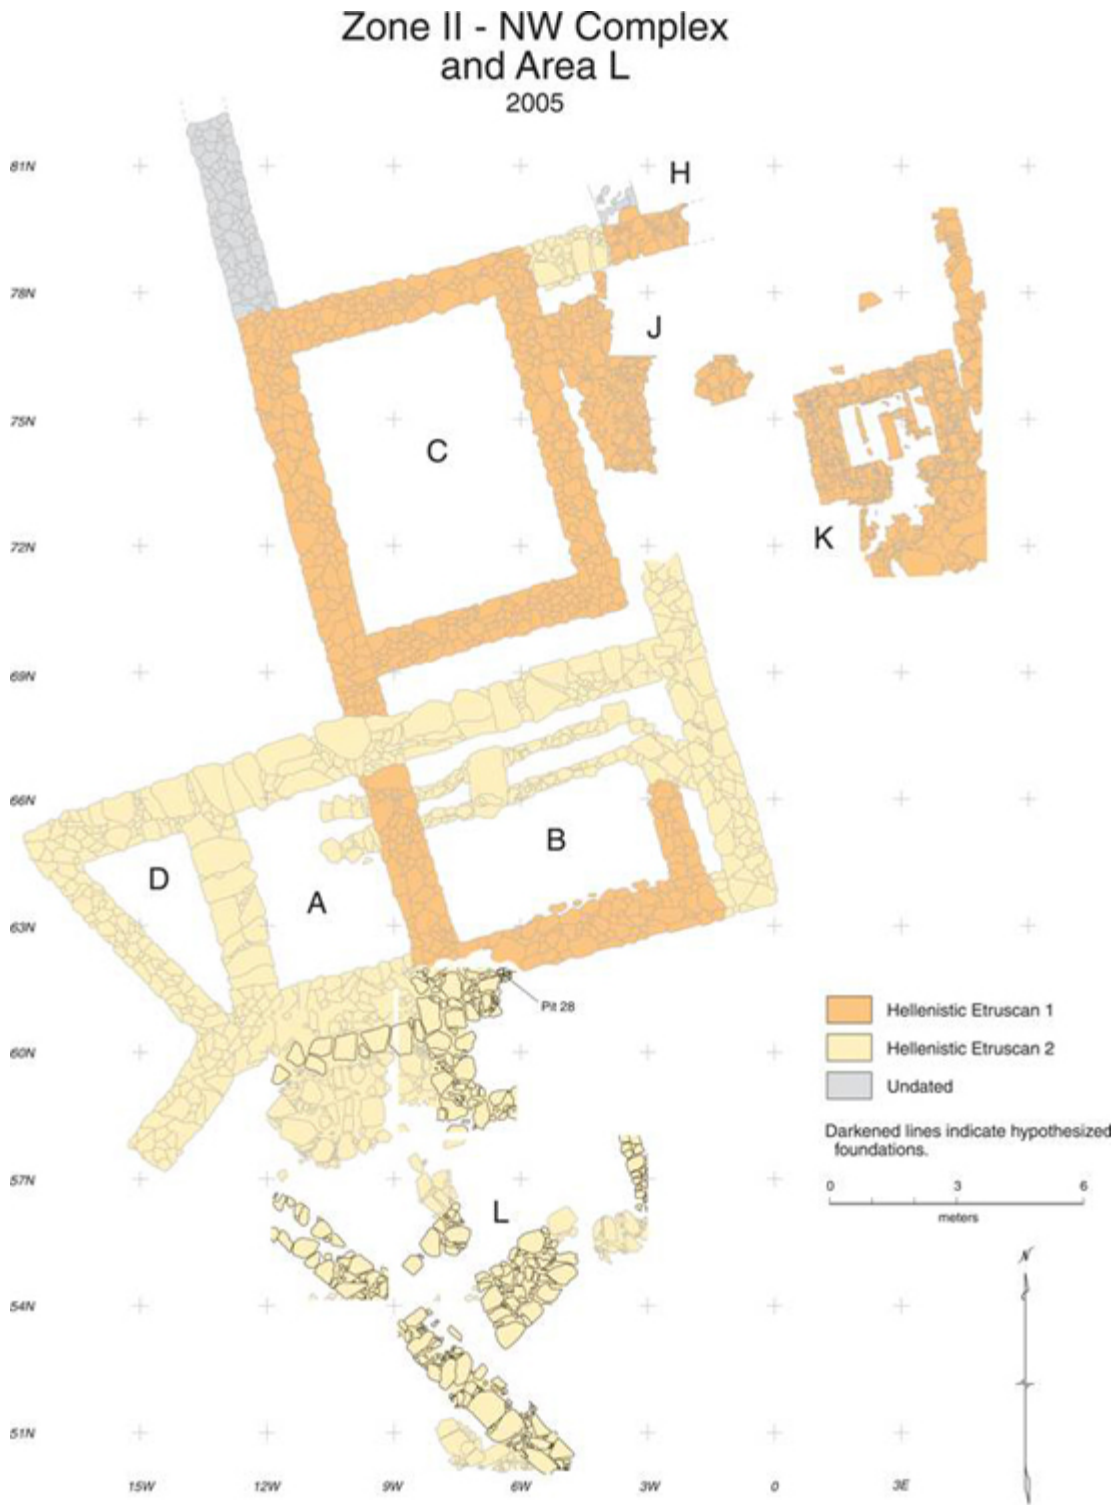 Zone II - NW Complex
and Area L
2005
81N
H
78N
J
75N
C
K
72N
69N
66N
B
D
A
63N
Pit 28
Hellenistic Etruscan 1
60N
Hellenistic Etruscan 2
Undated
Darkened lines indicate hypothesized
foundations.
57N
0 3 6
meters
L
N
54N
51N
15W 12W 9W 6W 3W 0 3E